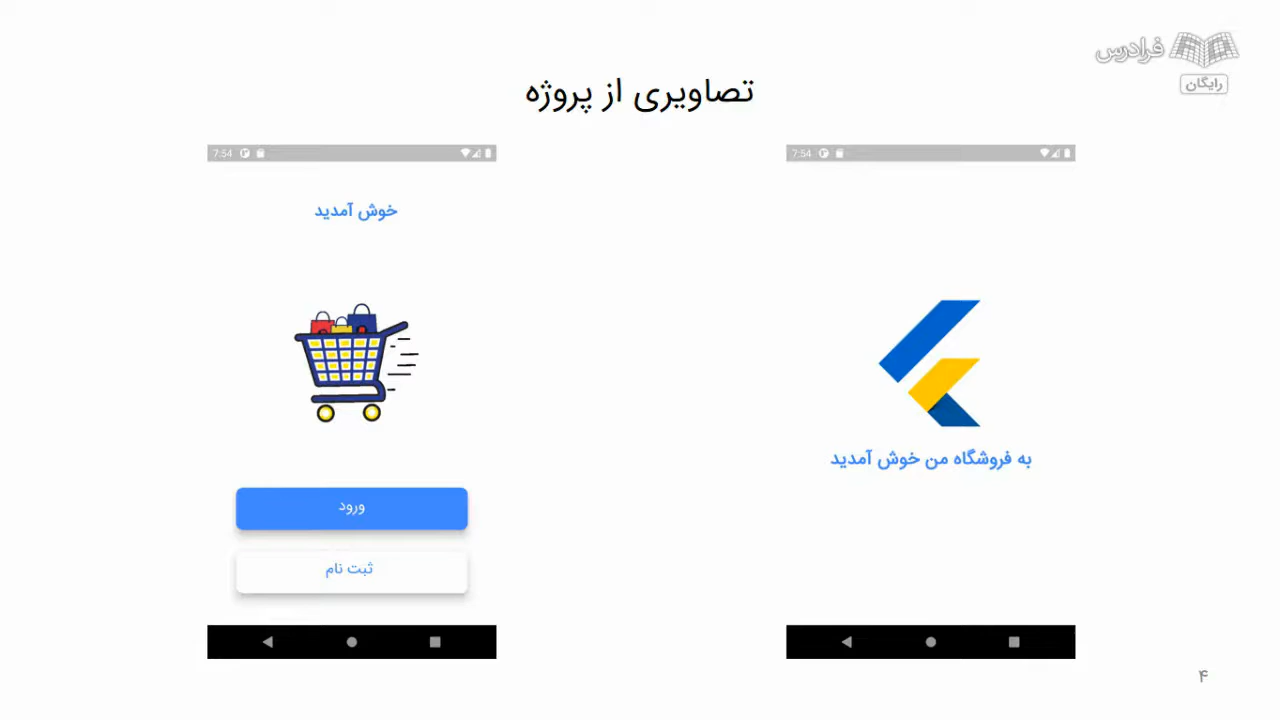 فرادرس
رایگان
تصاویری از پروژه
7:54
به فروشگاه من خوش آمدید
7:54
خوش آمدید
ورود
ثبت نام
۴